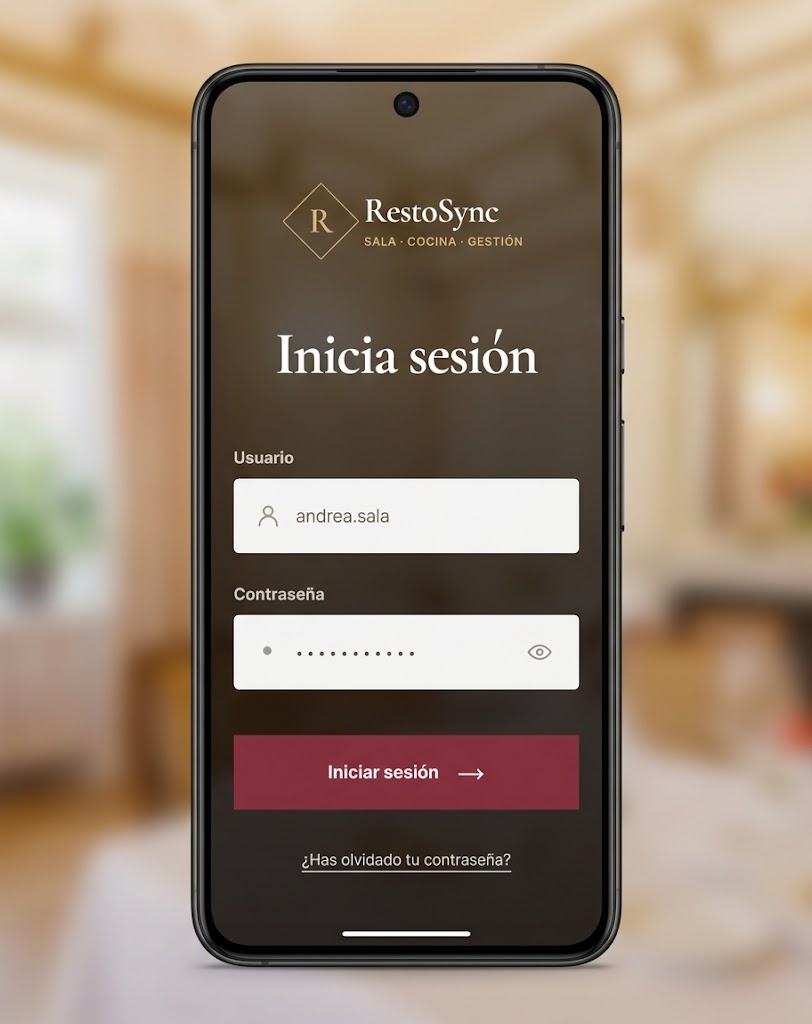 R
RestoSync
SALA · COCINA · GESTIÓN
Inicia sesión
Usuario
andrea.sala
Contraseña
•••••••••••
Iniciar sesión →
¿Has olvidado tu contraseña?